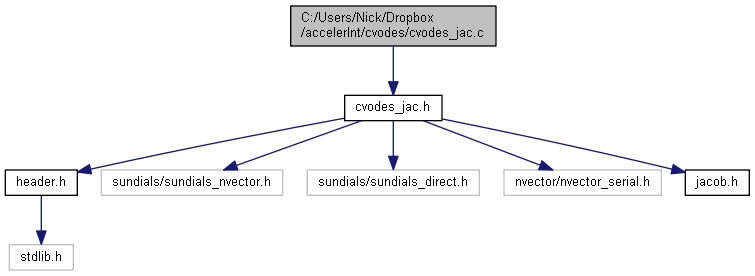 C:/Users/Nick/Dropbox
/accelerInt/cvodes/cvodes_jac.c
cvodes_jac.h
header.h
sundials/sundials_nvector.h
sundials/sundials_direct.h
nvector/nvector_serial.h
jacob.h
stdlib.h